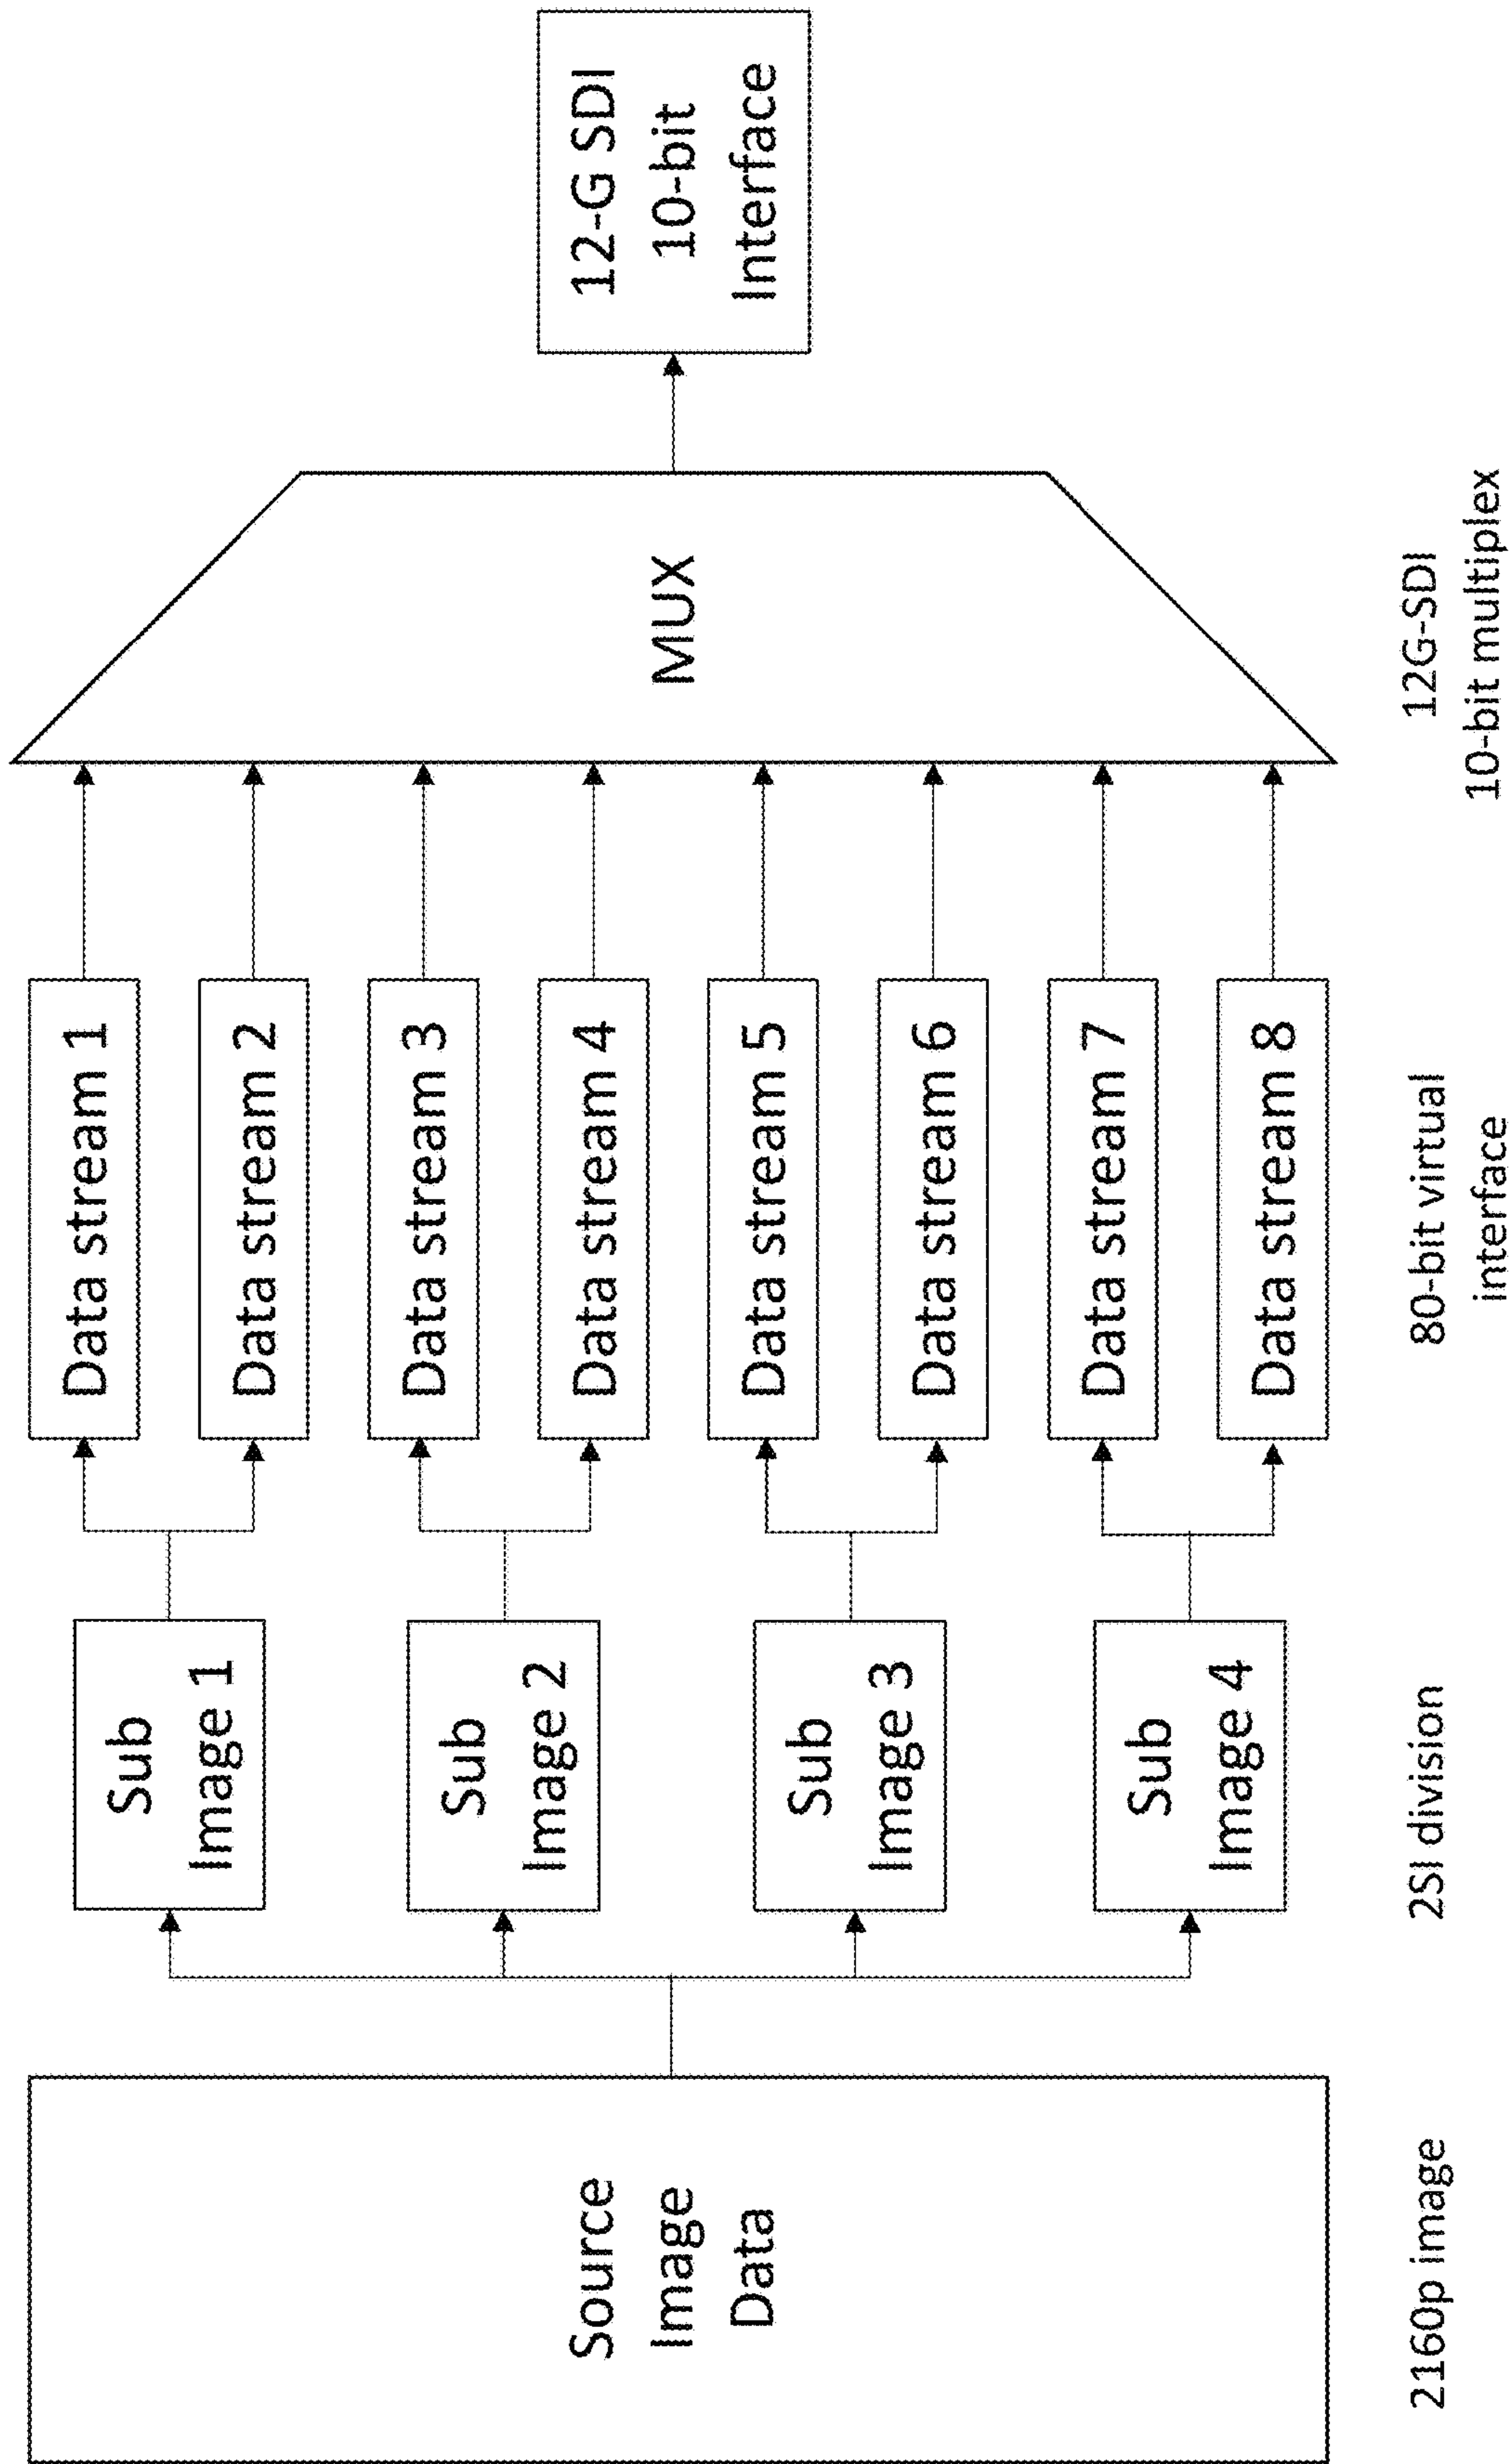 Source
Image
Data
2160p image
Sub
Image 1
Sub
Image 2
Sub
Image 3
Sub
Image 4
2SI division
Data stream 1
Data stream 2
Data stream 3
Data stream 4
Data stream 5
Data stream 6
Data stream 7
Data stream 8
80-bit virtual
interface
MUX
12G-SDI
10-bit multiplex
12-G SDI
10-bit
Interface